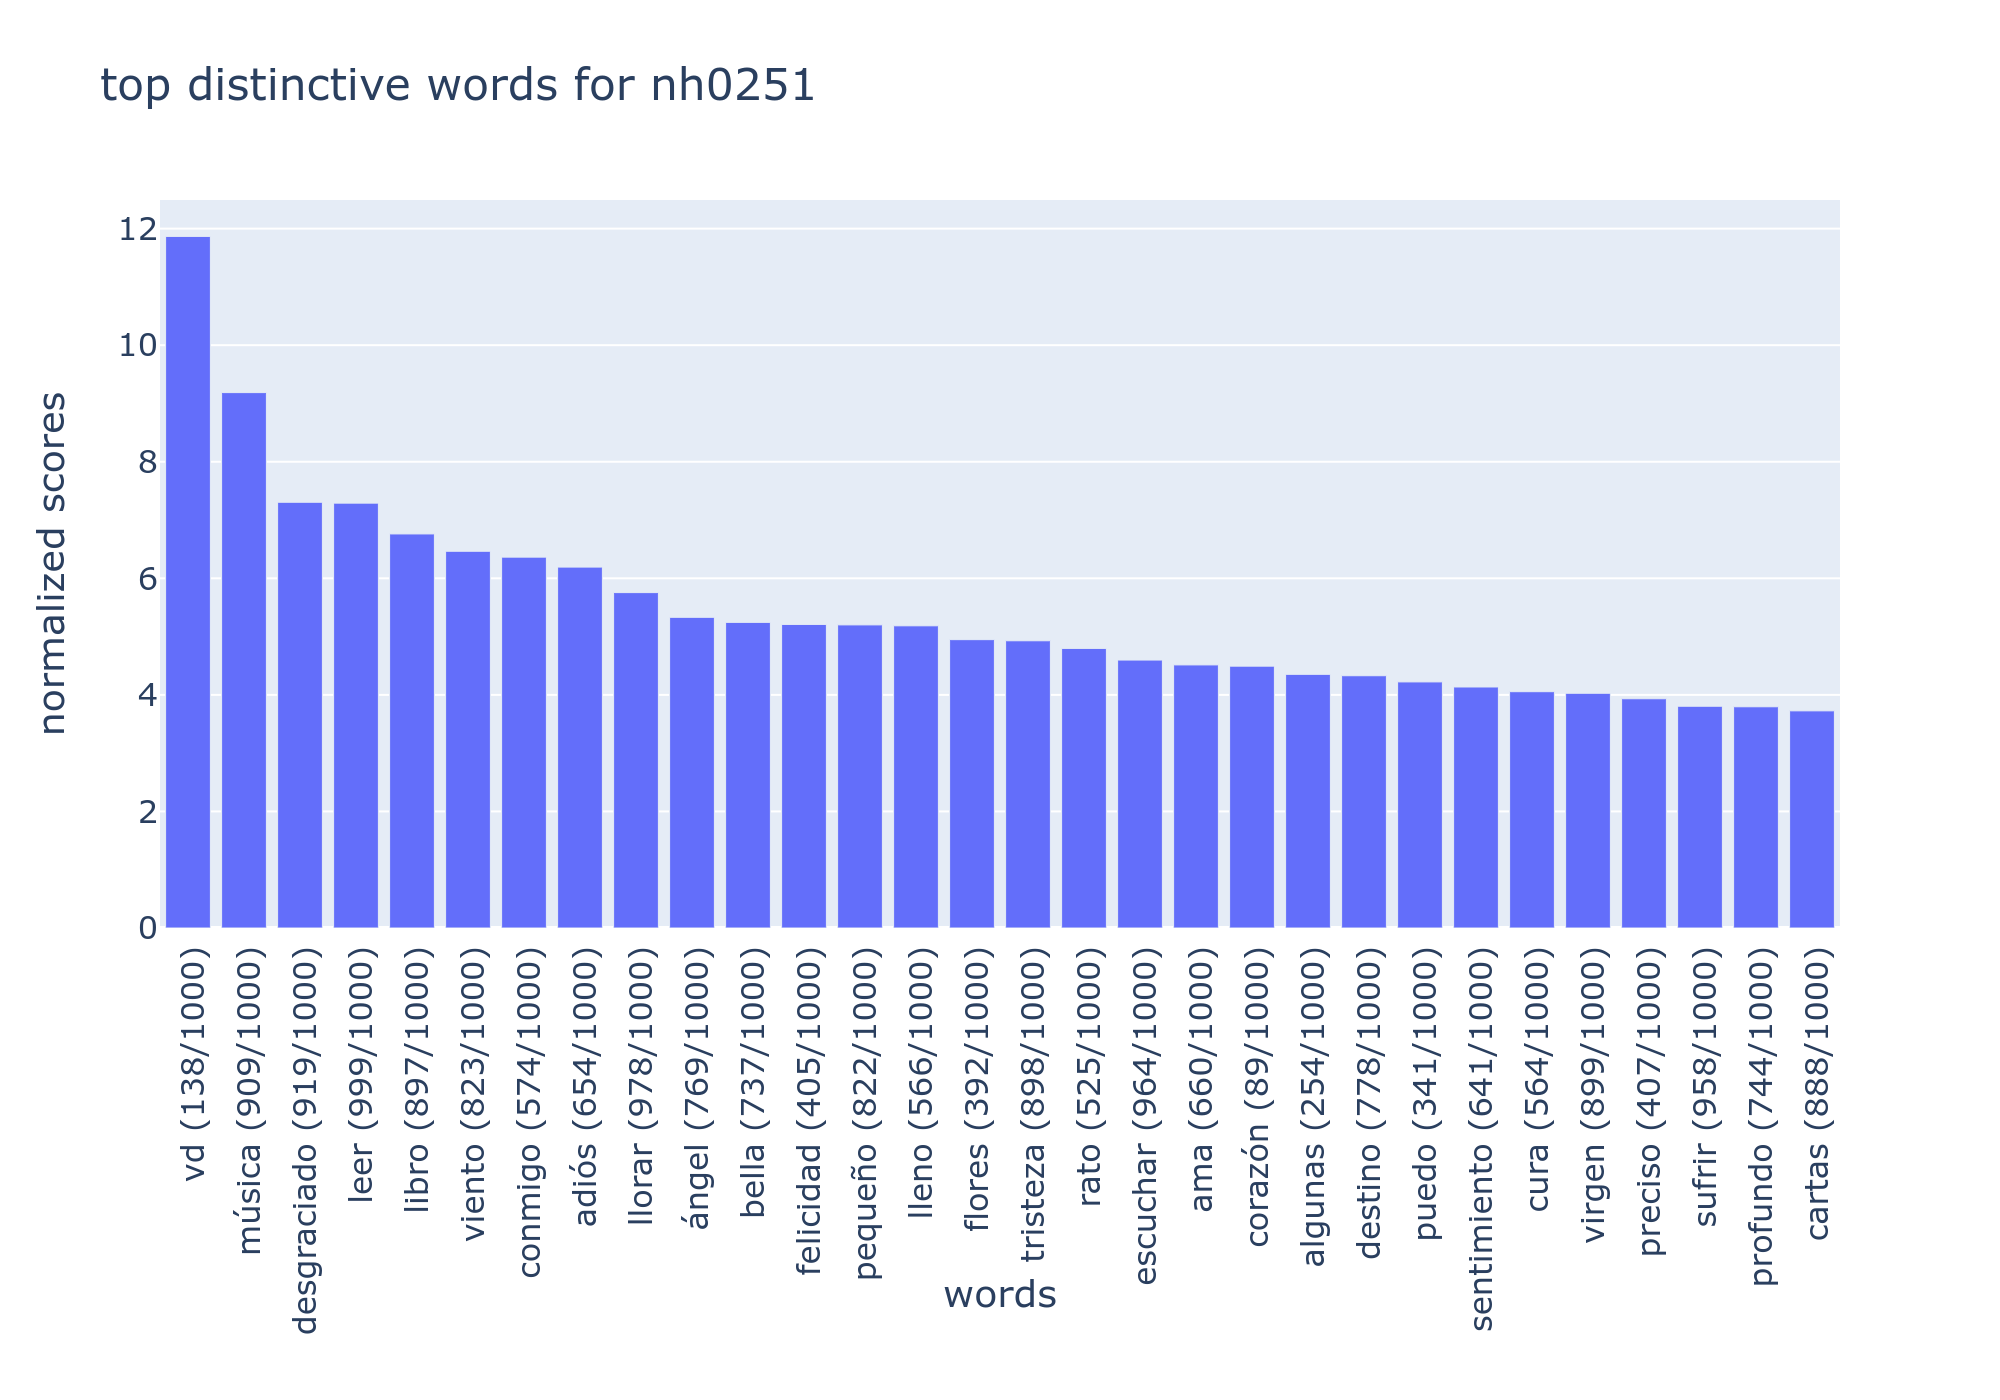 top distinctive words for nh0251
normalized scores
12
10
8
6
4
2
0
vd (138/1000)
música (909/1000)
desgraciado (919/1000)
leer (999/1000)
libro (897/1000)
viento (823/1000)
conmigo (574/1000)
adiós (654/1000)
llorar (978/1000)
ángel (769/1000)
bella (737/1000)
felicidad (405/1000)
pequeño (822/1000)
lleno (566/1000)
flores (392/1000)
tristeza (898/1000)
rato (525/1000)
escuchar (964/1000)
ama (660/1000)
corazón (89/1000)
algunas (254/1000)
destino (778/1000)
puedo (341/1000)
sentimiento (641/1000)
cura (564/1000)
virgen (899/1000)
preciso (407/1000)
sufrir (958/1000)
profundo (744/1000)
cartas (888/1000)
words